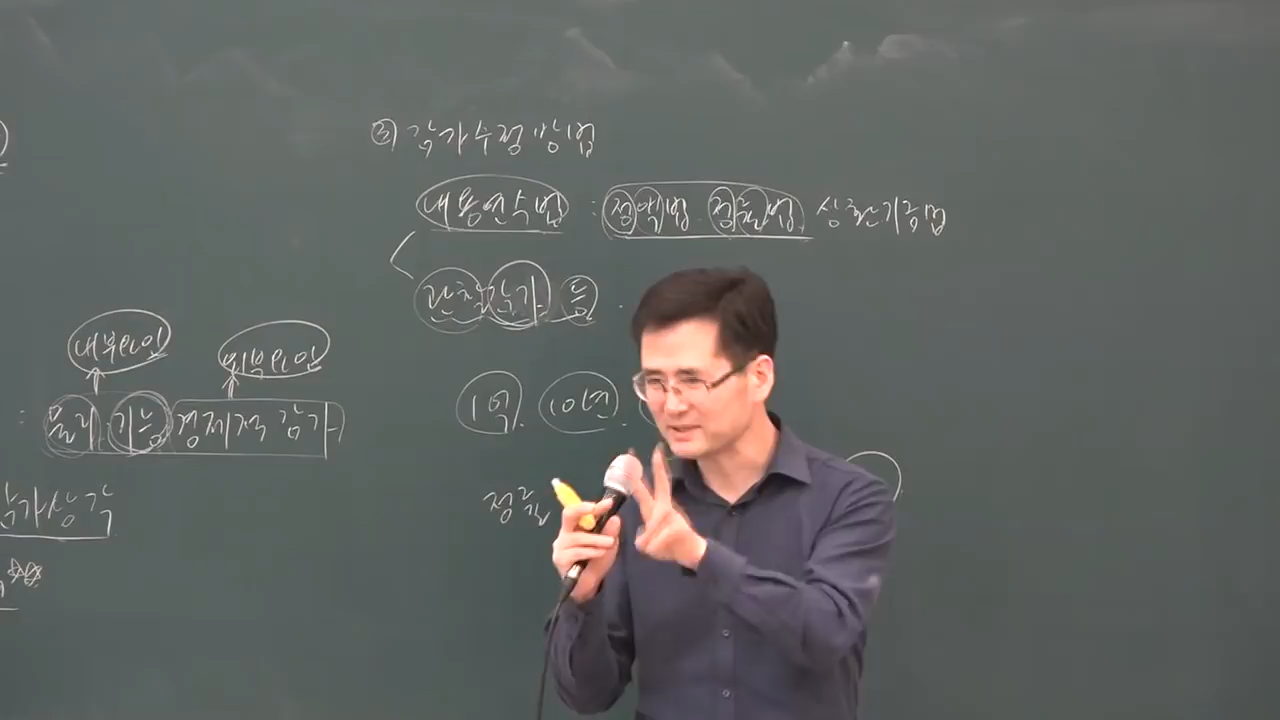 ③ 감가수정 방법
내용연수법 : 정액법 정률법 상환기금법
관찰감가 등
내부요인 외부요인
: 물리 기능 경제적 감가
1억. 10년.
정률
감가상각